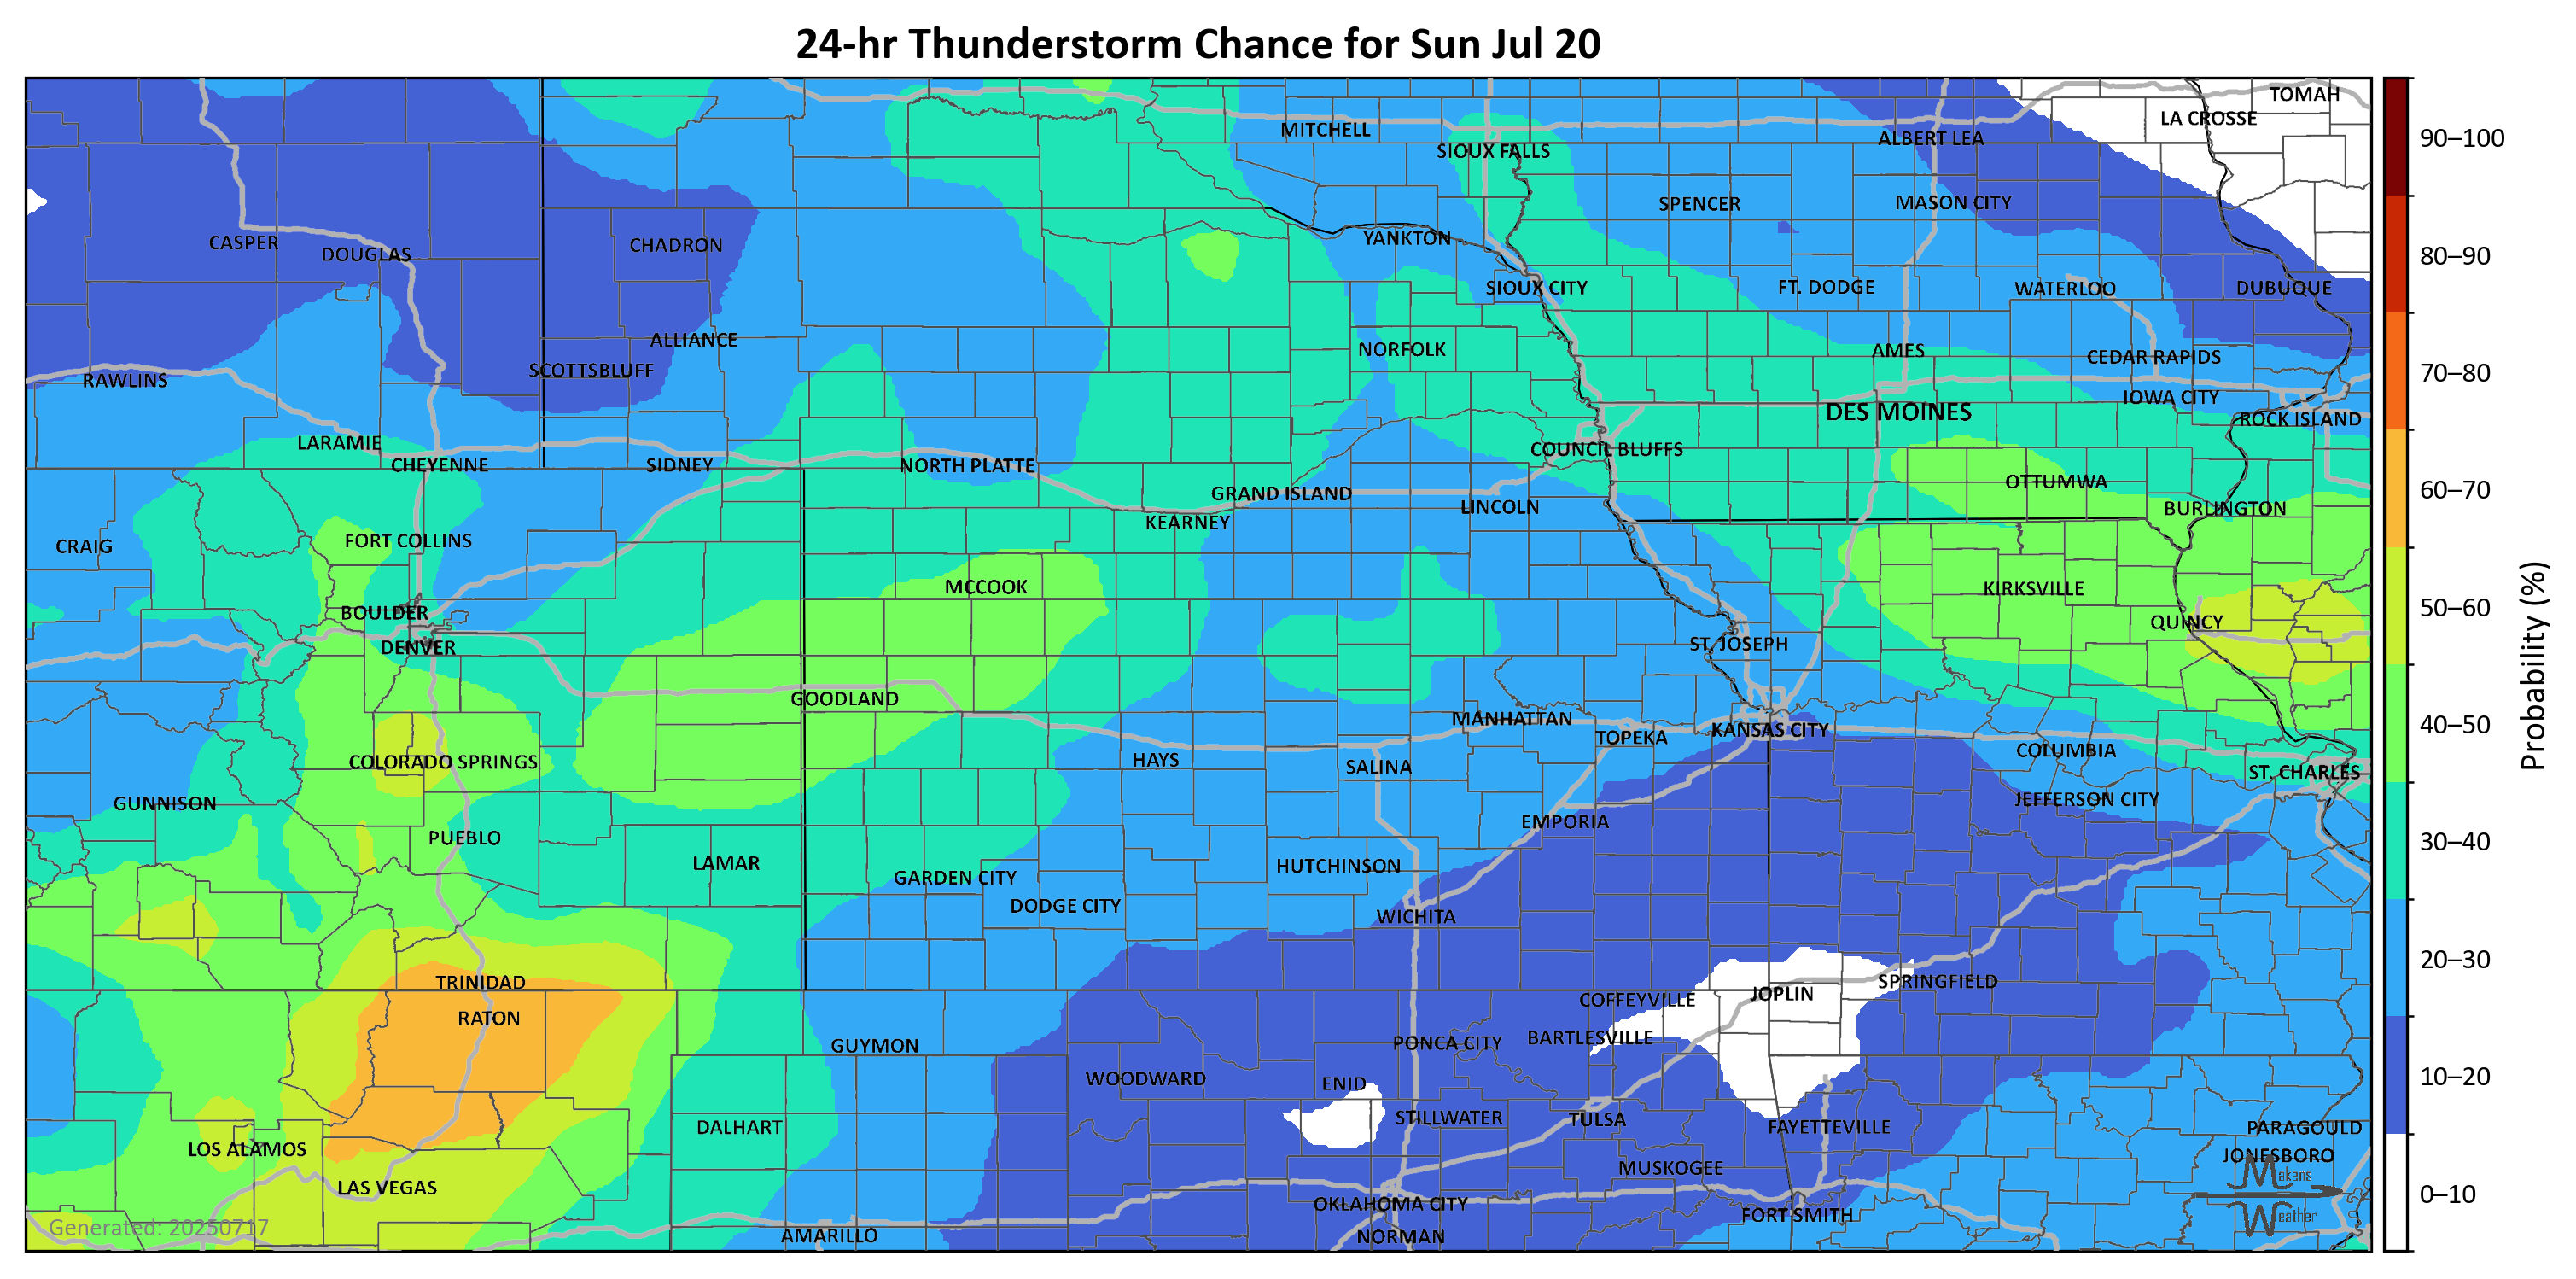 24-hr Thunderstorm Chance for Sun Jul 20
TOMAH
LA CROSSE
MITCHELL
ALBERT LEA
SIOUX FALLS
SPENCER
MASON CITY
CASPER
DOUGLAS
CHADRON
YANKTON
SIOUX CITY
FT. DODGE
WATERLOO
DUBUQUE
ALLIANCE
NORFOLK
AMES
CEDAR RAPIDS
RAWLINS
SCOTTSBLUFF
IOWA CITY
DES MOINES
ROCK ISLAND
LARAMIE
COUNCIL BLUFFS
CHEYENNE
SIDNEY
NORTH PLATTE
OTTUMWA
GRAND ISLAND
LINCOLN
BURLINGTON
KEARNEY
CRAIG
FORT COLLINS
MCCOOK
KIRKSVILLE
BOULDER
QUINCY
DENVER
ST. JOSEPH
GOODLAND
MANHATTAN
TOPEKA
KANSAS CITY
COLUMBIA
COLORADO SPRINGS
HAYS
SALINA
ST. CHARLES
GUNNISON
JEFFERSON CITY
EMPORIA
PUEBLO
LAMAR
HUTCHINSON
GARDEN CITY
DODGE CITY
WICHITA
TRINIDAD
SPRINGFIELD
JOPLIN
COFFEYVILLE
RATON
BARTLESVILLE
PONCA CITY
GUYMON
WOODWARD
ENID
STILLWATER
TULSA
DALHART
FAYETTEVILLE
PARAGOULD
LOS ALAMOS
JONESBORO
MUSKOGEE
LAS VEGAS
OKLAHOMA CITY
FORT SMITH
AMARILLO
NORMAN
Generated: 20250717
Makens
Weather
90–100
80–90
70–80
60–70
50–60
40–50
30–40
20–30
10–20
0–10
Probability (%)